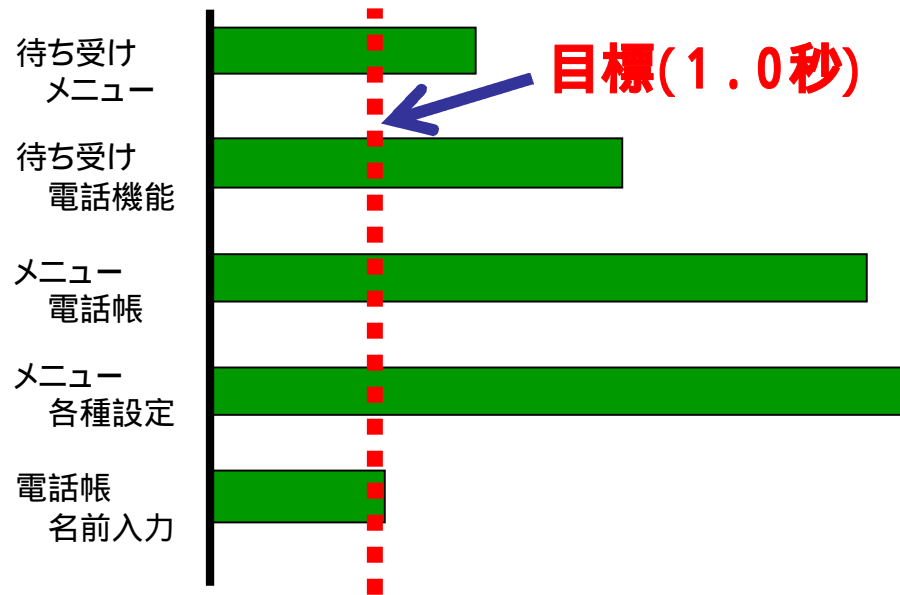 待ち受け
メニュー
目標(1.0秒)
待ち受け
電話機能
メニュー
電話帳
メニュー
各種設定
電話帳
名前入力